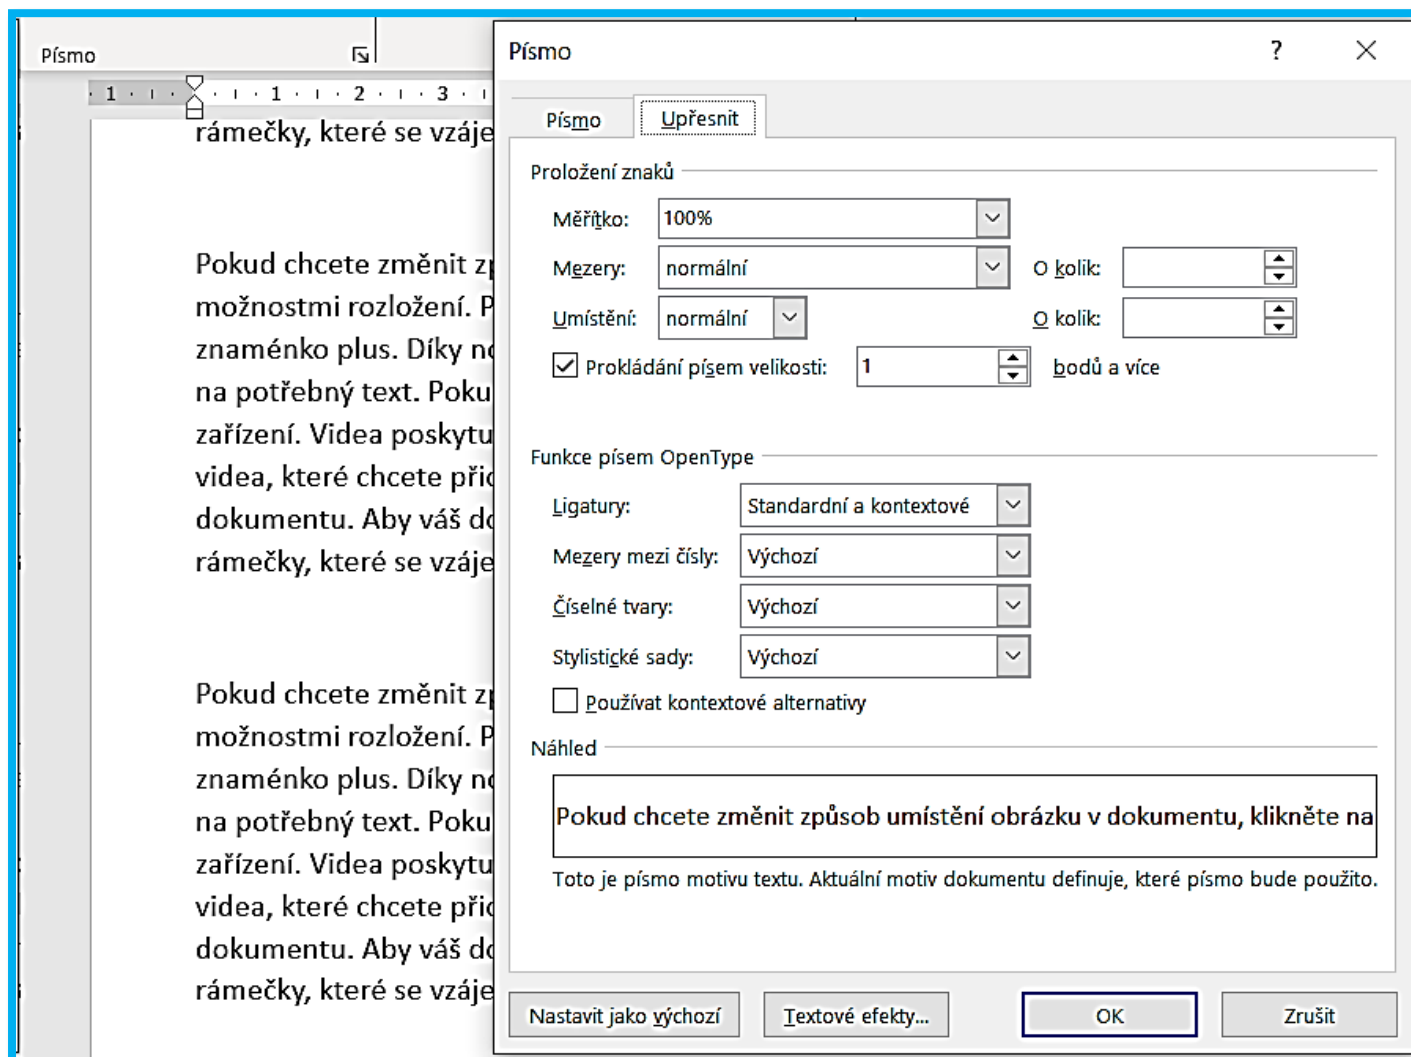 Písmo
· 1 · ı · · ı · 1 · ı · 2 · ı · 3 · ı
rámečky, které se vzáje
Pokud chcete změnit zp
možnostmi rozložení. P
znaménko plus. Díky no
na potřebný text. Poku
zařízení. Videa poskytu
videa, které chcete přid
dokumentu. Aby váš do
rámečky, které se vzáje
Pokud chcete změnit zp
možnostmi rozložení. P
znaménko plus. Díky no
na potřebný text. Poku
zařízení. Videa poskytu
videa, které chcete přid
dokumentu. Aby váš do
rámečky, které se vzáje
Písmo ?
Písmo Upřesnit
Proložení znaků
Měřítko: 100%
Mezery: normální O kolik:
Umístění: normální O kolik:
Prokládání písem velikosti: 1 bodů a více
Funkce písem OpenType
Ligatury: Standardní a kontextové
Mezery mezi čísly: Výchozí
Číselné tvary: Výchozí
Stylistické sady: Výchozí
Používat kontextové alternativy
Náhled
Pokud chcete změnit způsob umístění obrázku v dokumentu, klikněte na
Toto je písmo motivu textu. Aktuální motiv dokumentu definuje, které písmo bude použito.
Nastavit jako výchozí Textové efekty... OK Zrušit